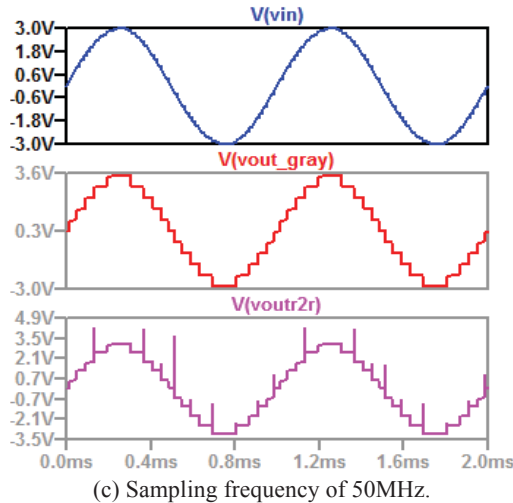 V(vin)
3.0V
1.8V
0.6V
-0.6V
-1.8V
-3.0V
V(vout_gray)
3.6V
0.3V
-3.0V
V(voutr2r)
4.9V
3.5V
2.1V
0.7V
-0.7V
-2.1V
-3.5V
0.0ms 0.4ms 0.8ms 1.2ms 1.6ms 2.0ms
(c) Sampling frequency of 50MHz.